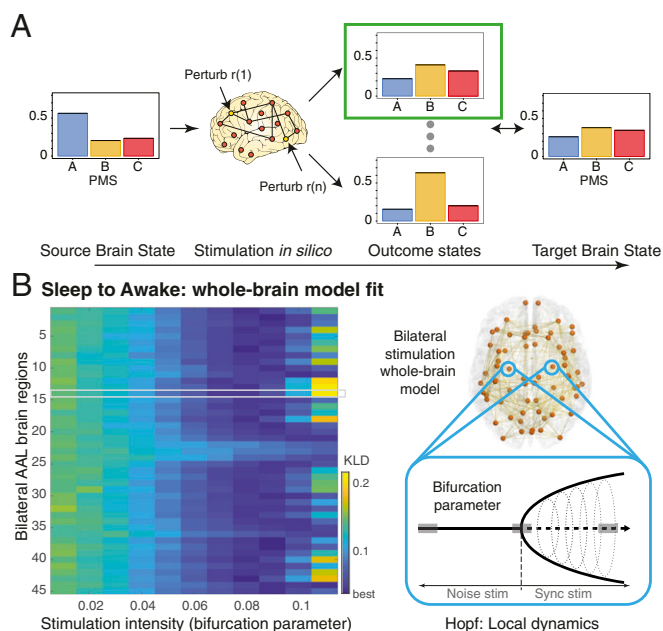 A
Perturb r(1)
Perturb r(n)
0.5
0
A B C
PMS
0.5
0
A B C
0.5
0
A B C
0.5
0
A B C
PMS
Source Brain State
Stimulation in silico
Outcome states
Target Brain State
B Sleep to Awake: whole-brain model fit
Bilateral AAL brain regions
5
10
15
20
25
30
35
40
45
0.02 0.04 0.06 0.08 0.1
Stimulation intensity (bifurcation parameter)
KLD
0.2
0.1
best
Bilateral
stimulation
whole-brain
model
Bifurcation
parameter
Noise stim
Sync stim
Hopf: Local dynamics